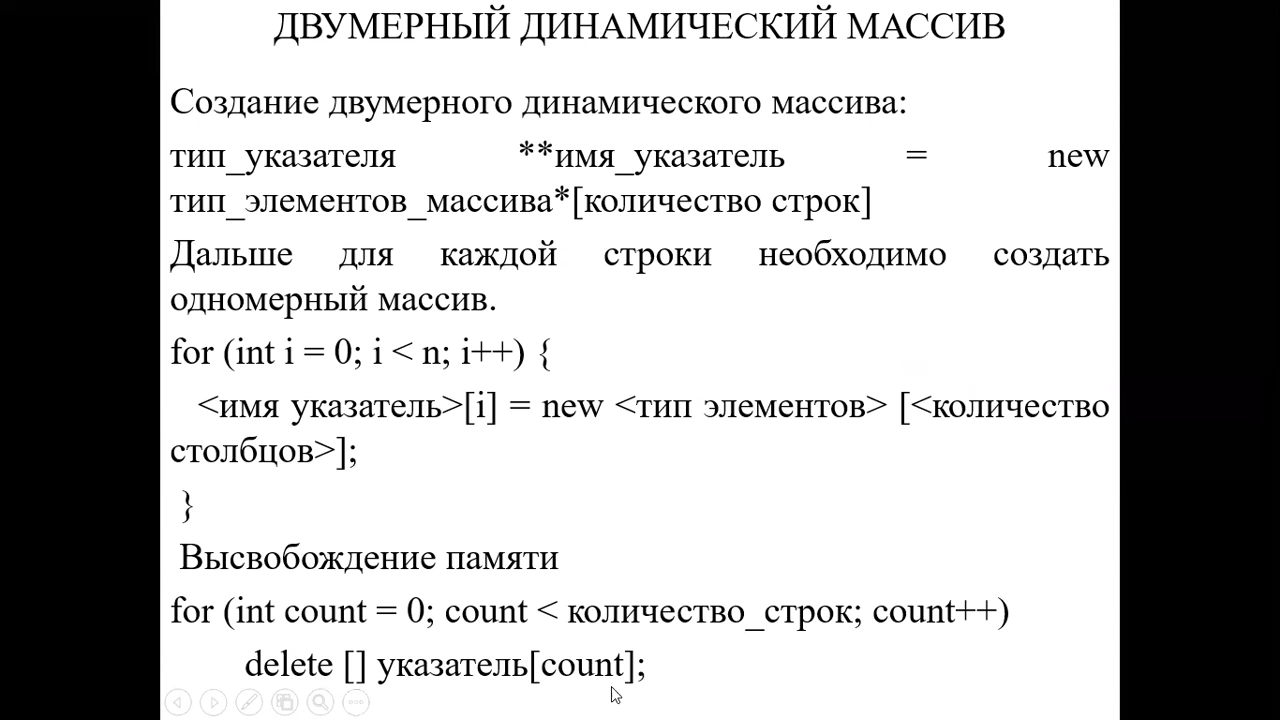 ДВУМЕРНЫЙ ДИНАМИЧЕСКИЙ МАССИВ
Создание двумерного динамического массива:
тип_указателя **имя_указатель = new
тип_элементов_массива*[количество строк]
Дальше для каждой строки необходимо создать
одномерный массив.
for (int i = 0; i < n; i++) {
<имя указатель>[i] = new <тип элементов> [<количество
столбцов>];
}
Высвобождение памяти
for (int count = 0; count < количество_строк; count++)
delete [] указатель[count];